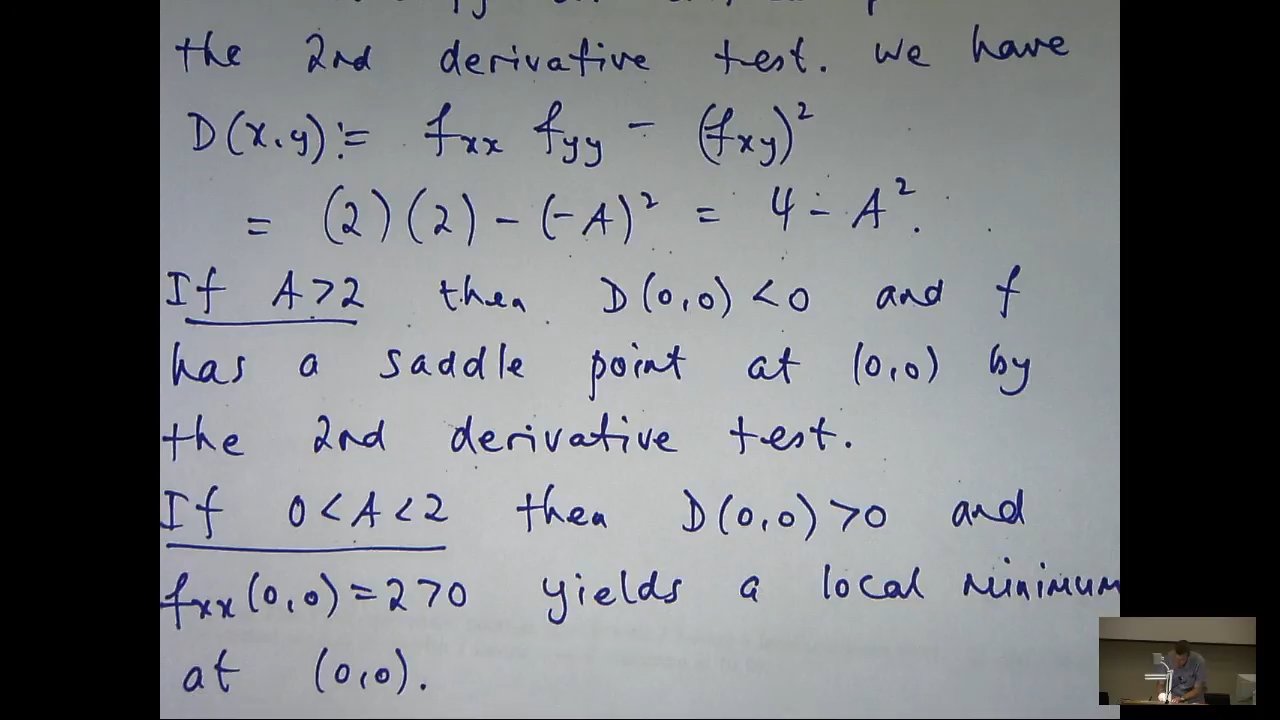 the 2nd derivative test. We have
D(x,y) := fxx fyy - (fxy)²
= (2)(2) - (-A)² = 4 - A².
If A>2 then D(0,0) <0 and f
has a saddle point at (0,0) by
the 2nd derivative test.
If 0<A<2 then D(0,0)>0 and
fxx(0,0)=2>0 yields a local minimum
at (0,0).